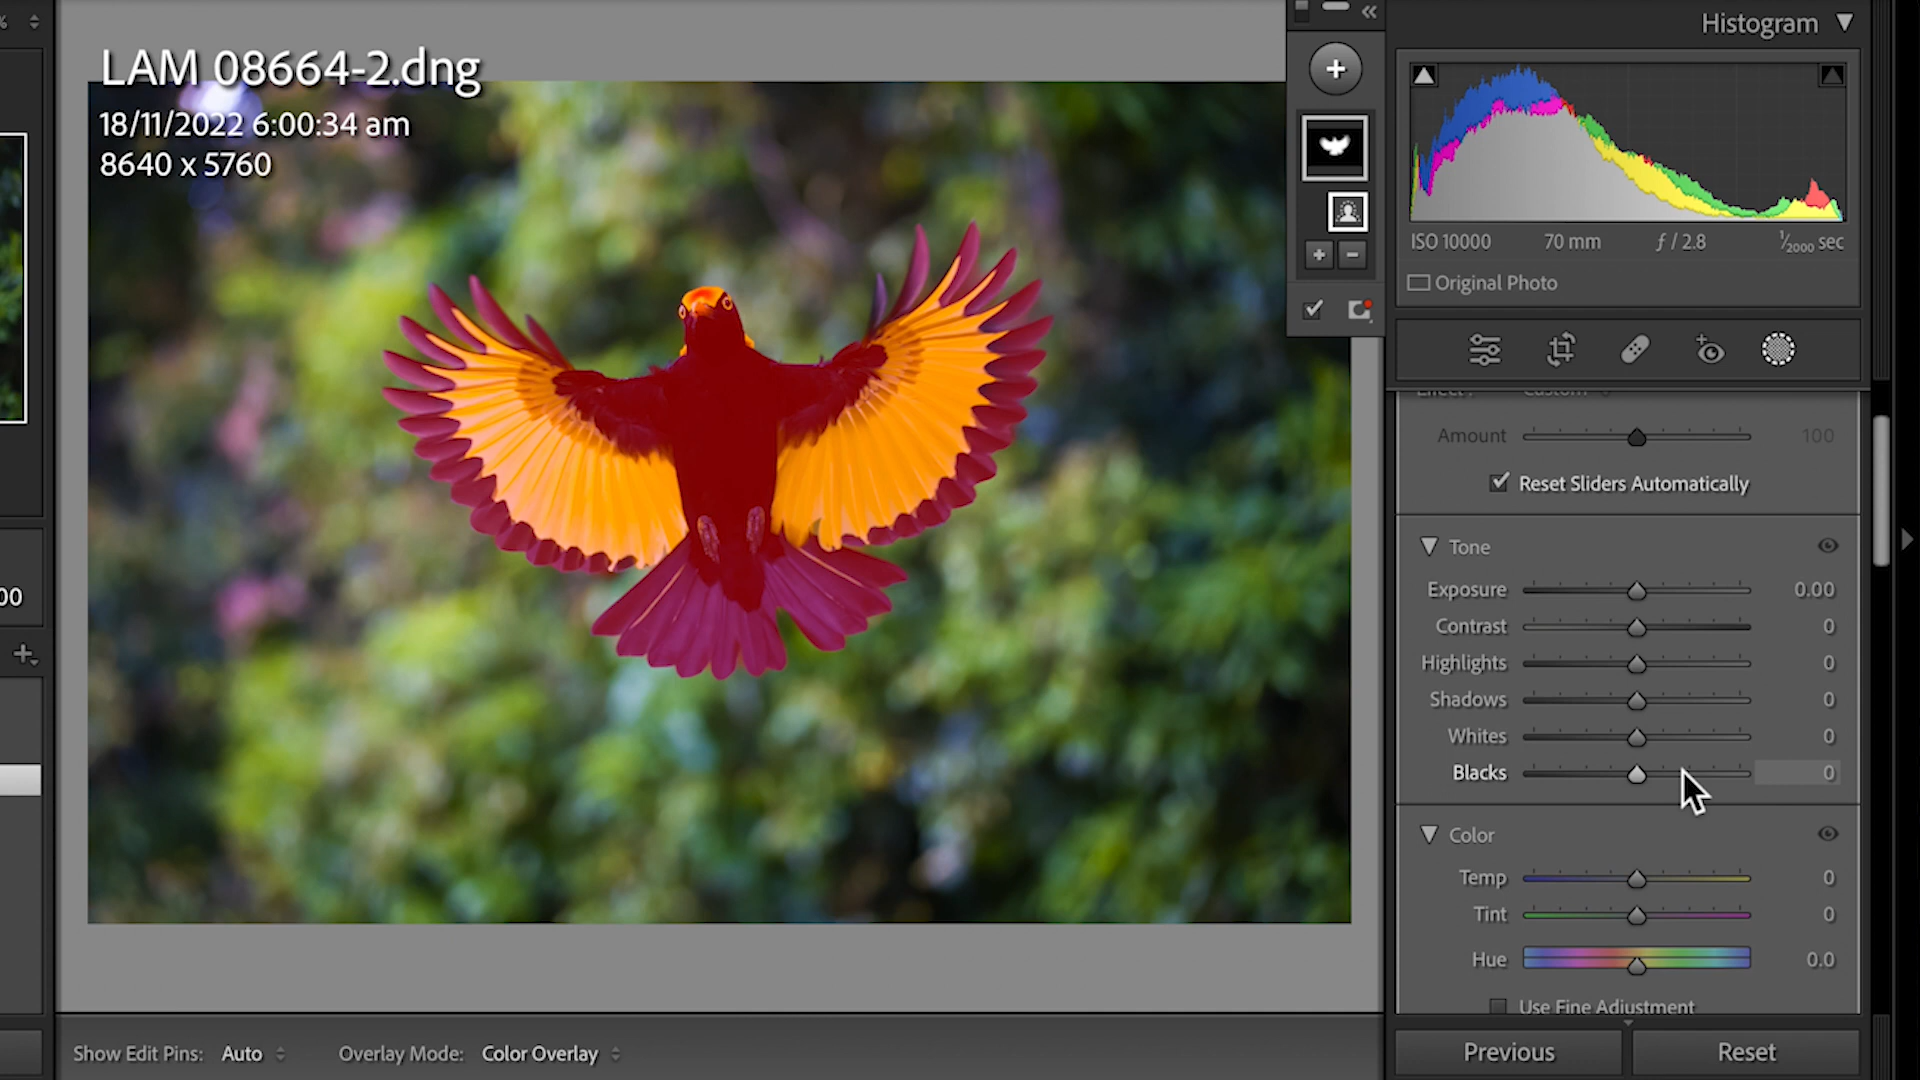 %
LAM 08664-2.dng
18/11/2022 6:00:34 am
8640 x 5760
Histogram
ISO 10000 70 mm ƒ / 2.8 1/2000 sec
Original Photo
Effect : Custom
Amount 100
Reset Sliders Automatically
Tone
Exposure 0.00
Contrast 0
Highlights 0
Shadows 0
Whites 0
Blacks 0
Color
Temp 0
Tint 0
Hue 0.0
Use Fine Adjustment
00
Show Edit Pins: Auto Overlay Mode: Color Overlay
Previous Reset